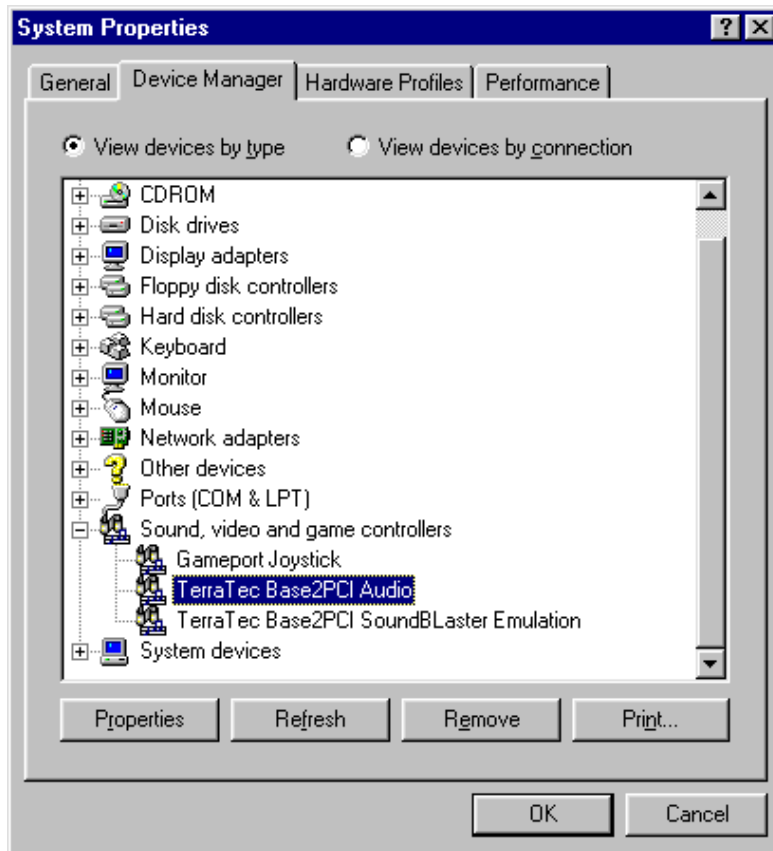 System Properties
General Device Manager Hardware Profiles Performance
View devices by type View devices by connection
CDROM
Disk drives
Display adapters
Floppy disk controllers
Hard disk controllers
Keyboard
Monitor
Mouse
Network adapters
Other devices
Ports (COM & LPT)
Sound, video and game controllers
Gameport Joystick
TerraTec Base2PCI Audio
TerraTec Base2PCI SoundBLaster Emulation
System devices
Properties Refresh Remove Print...
OK Cancel